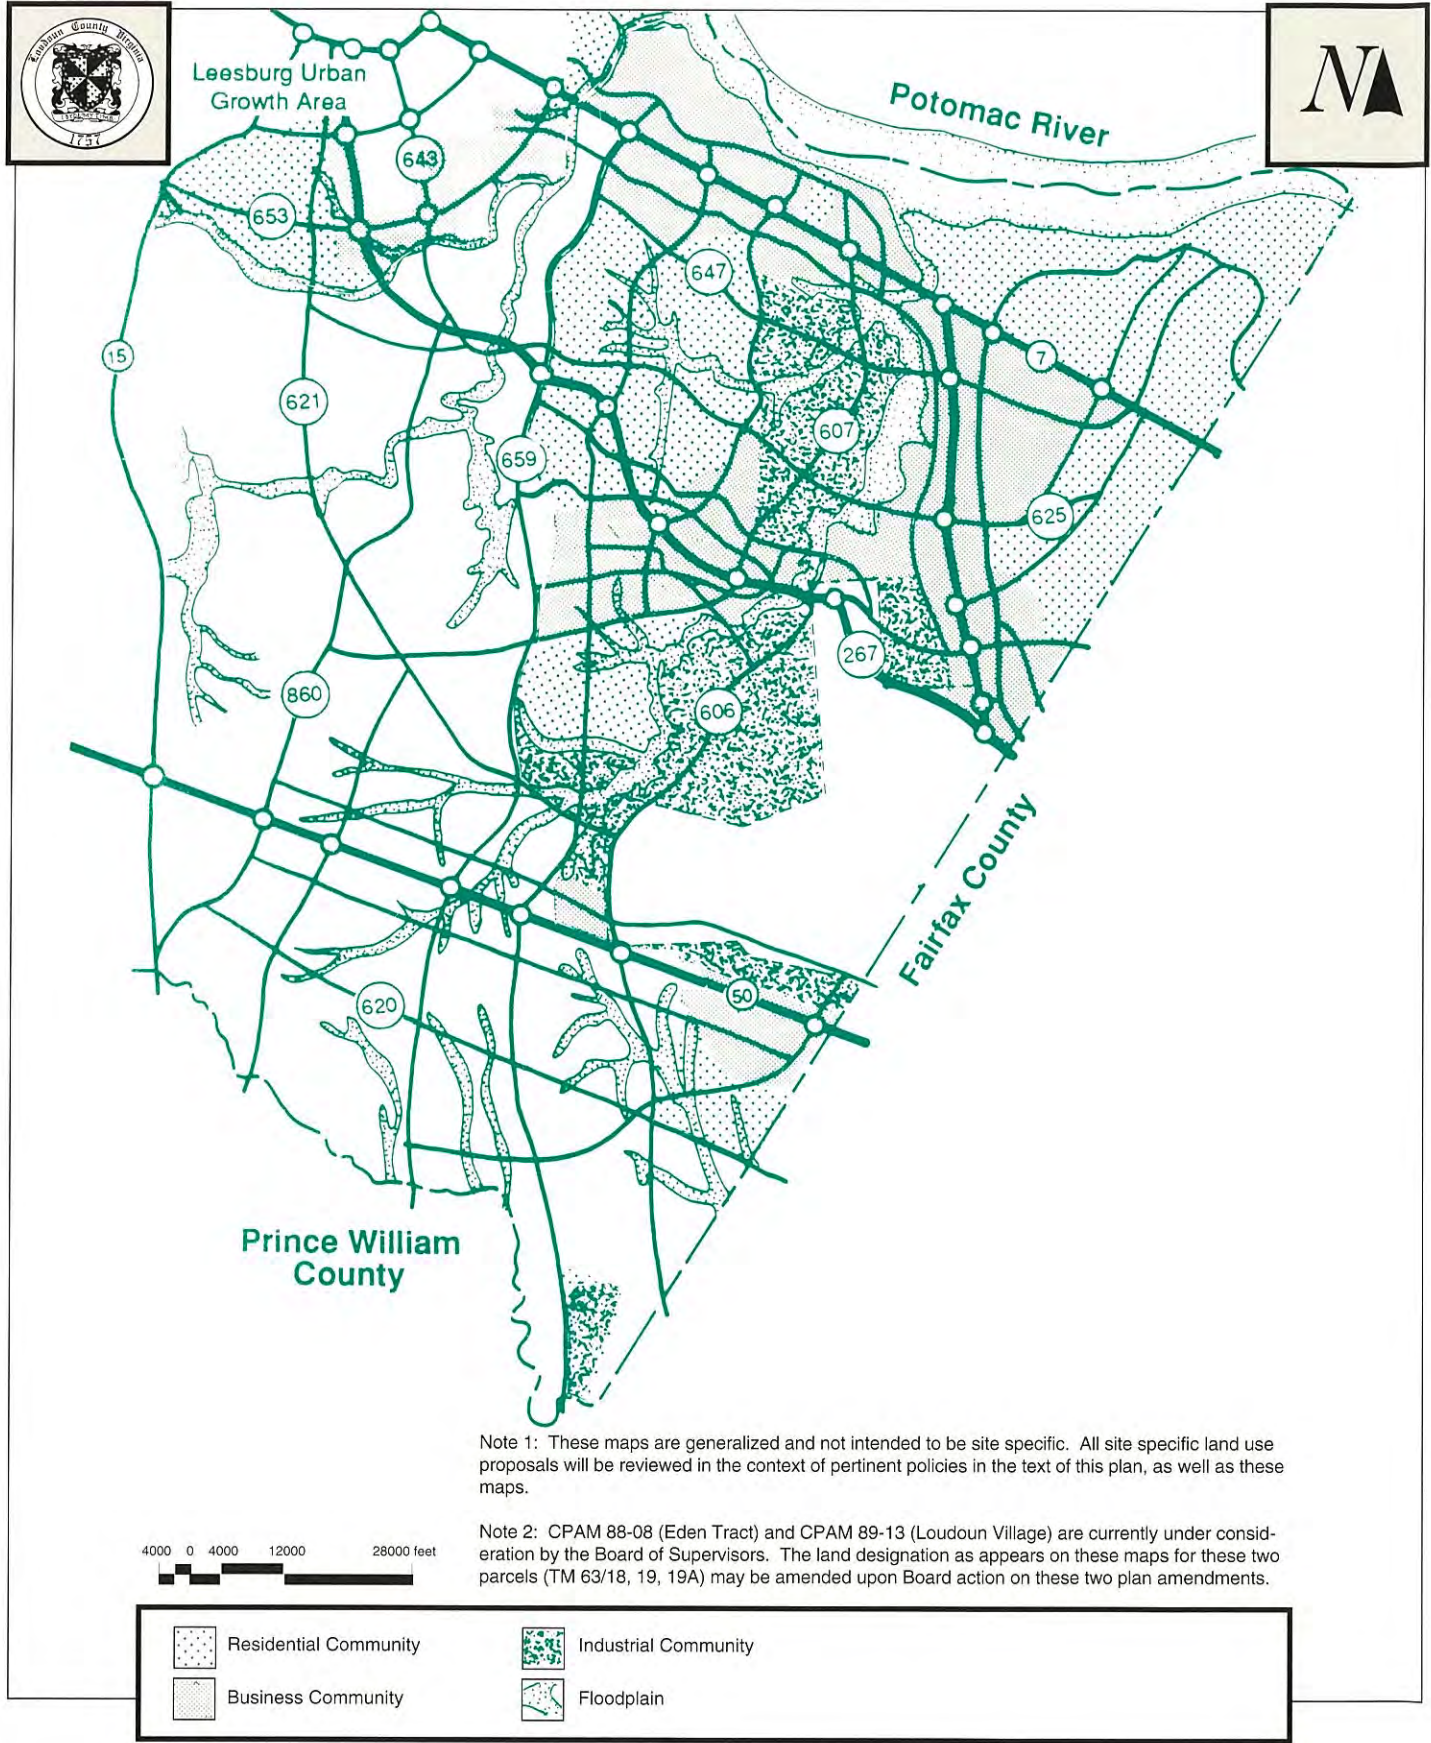 Loudoun County Virginia
1757
N
Leesburg Urban
Growth Area
Potomac River
643
653
647
15
7
621
607
659
625
267
860
606
Fairfax County
50
620
Prince William
County
Note 1: These maps are generalized and not intended to be site specific. All site specific land use
proposals will be reviewed in the context of pertinent policies in the text of this plan, as well as these
maps.
Note 2: CPAM 88-08 (Eden Tract) and CPAM 89-13 (Loudoun Village) are currently under consid-
eration by the Board of Supervisors. The land designation as appears on these maps for these two
parcels (TM 63/18, 19, 19A) may be amended upon Board action on these two plan amendments.
4000 0 4000 12000 28000 feet
Residential Community
Industrial Community
Business Community
Floodplain